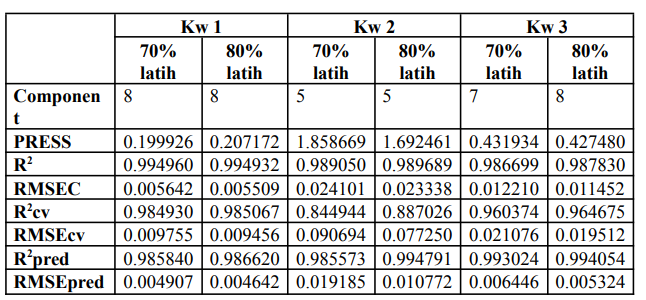 Kw 1 Kw 2 Kw 3
70% latih 80% latih 70% latih 80% latih 70% latih 80% latih
Component 8 8 5 5 7 8
PRESS 0.199926 0.207172 1.858669 1.692461 0.431934 0.427480
R² 0.994960 0.994932 0.989050 0.989689 0.986699 0.987830
RMSEC 0.005642 0.005509 0.024101 0.023338 0.012210 0.011452
R²cv 0.984930 0.985067 0.844944 0.887026 0.960374 0.964675
RMSEcv 0.009755 0.009456 0.090694 0.077250 0.021076 0.019512
R²pred 0.985840 0.986620 0.985573 0.994791 0.993024 0.994054
RMSEpred 0.004907 0.004642 0.019185 0.010772 0.006446 0.005324